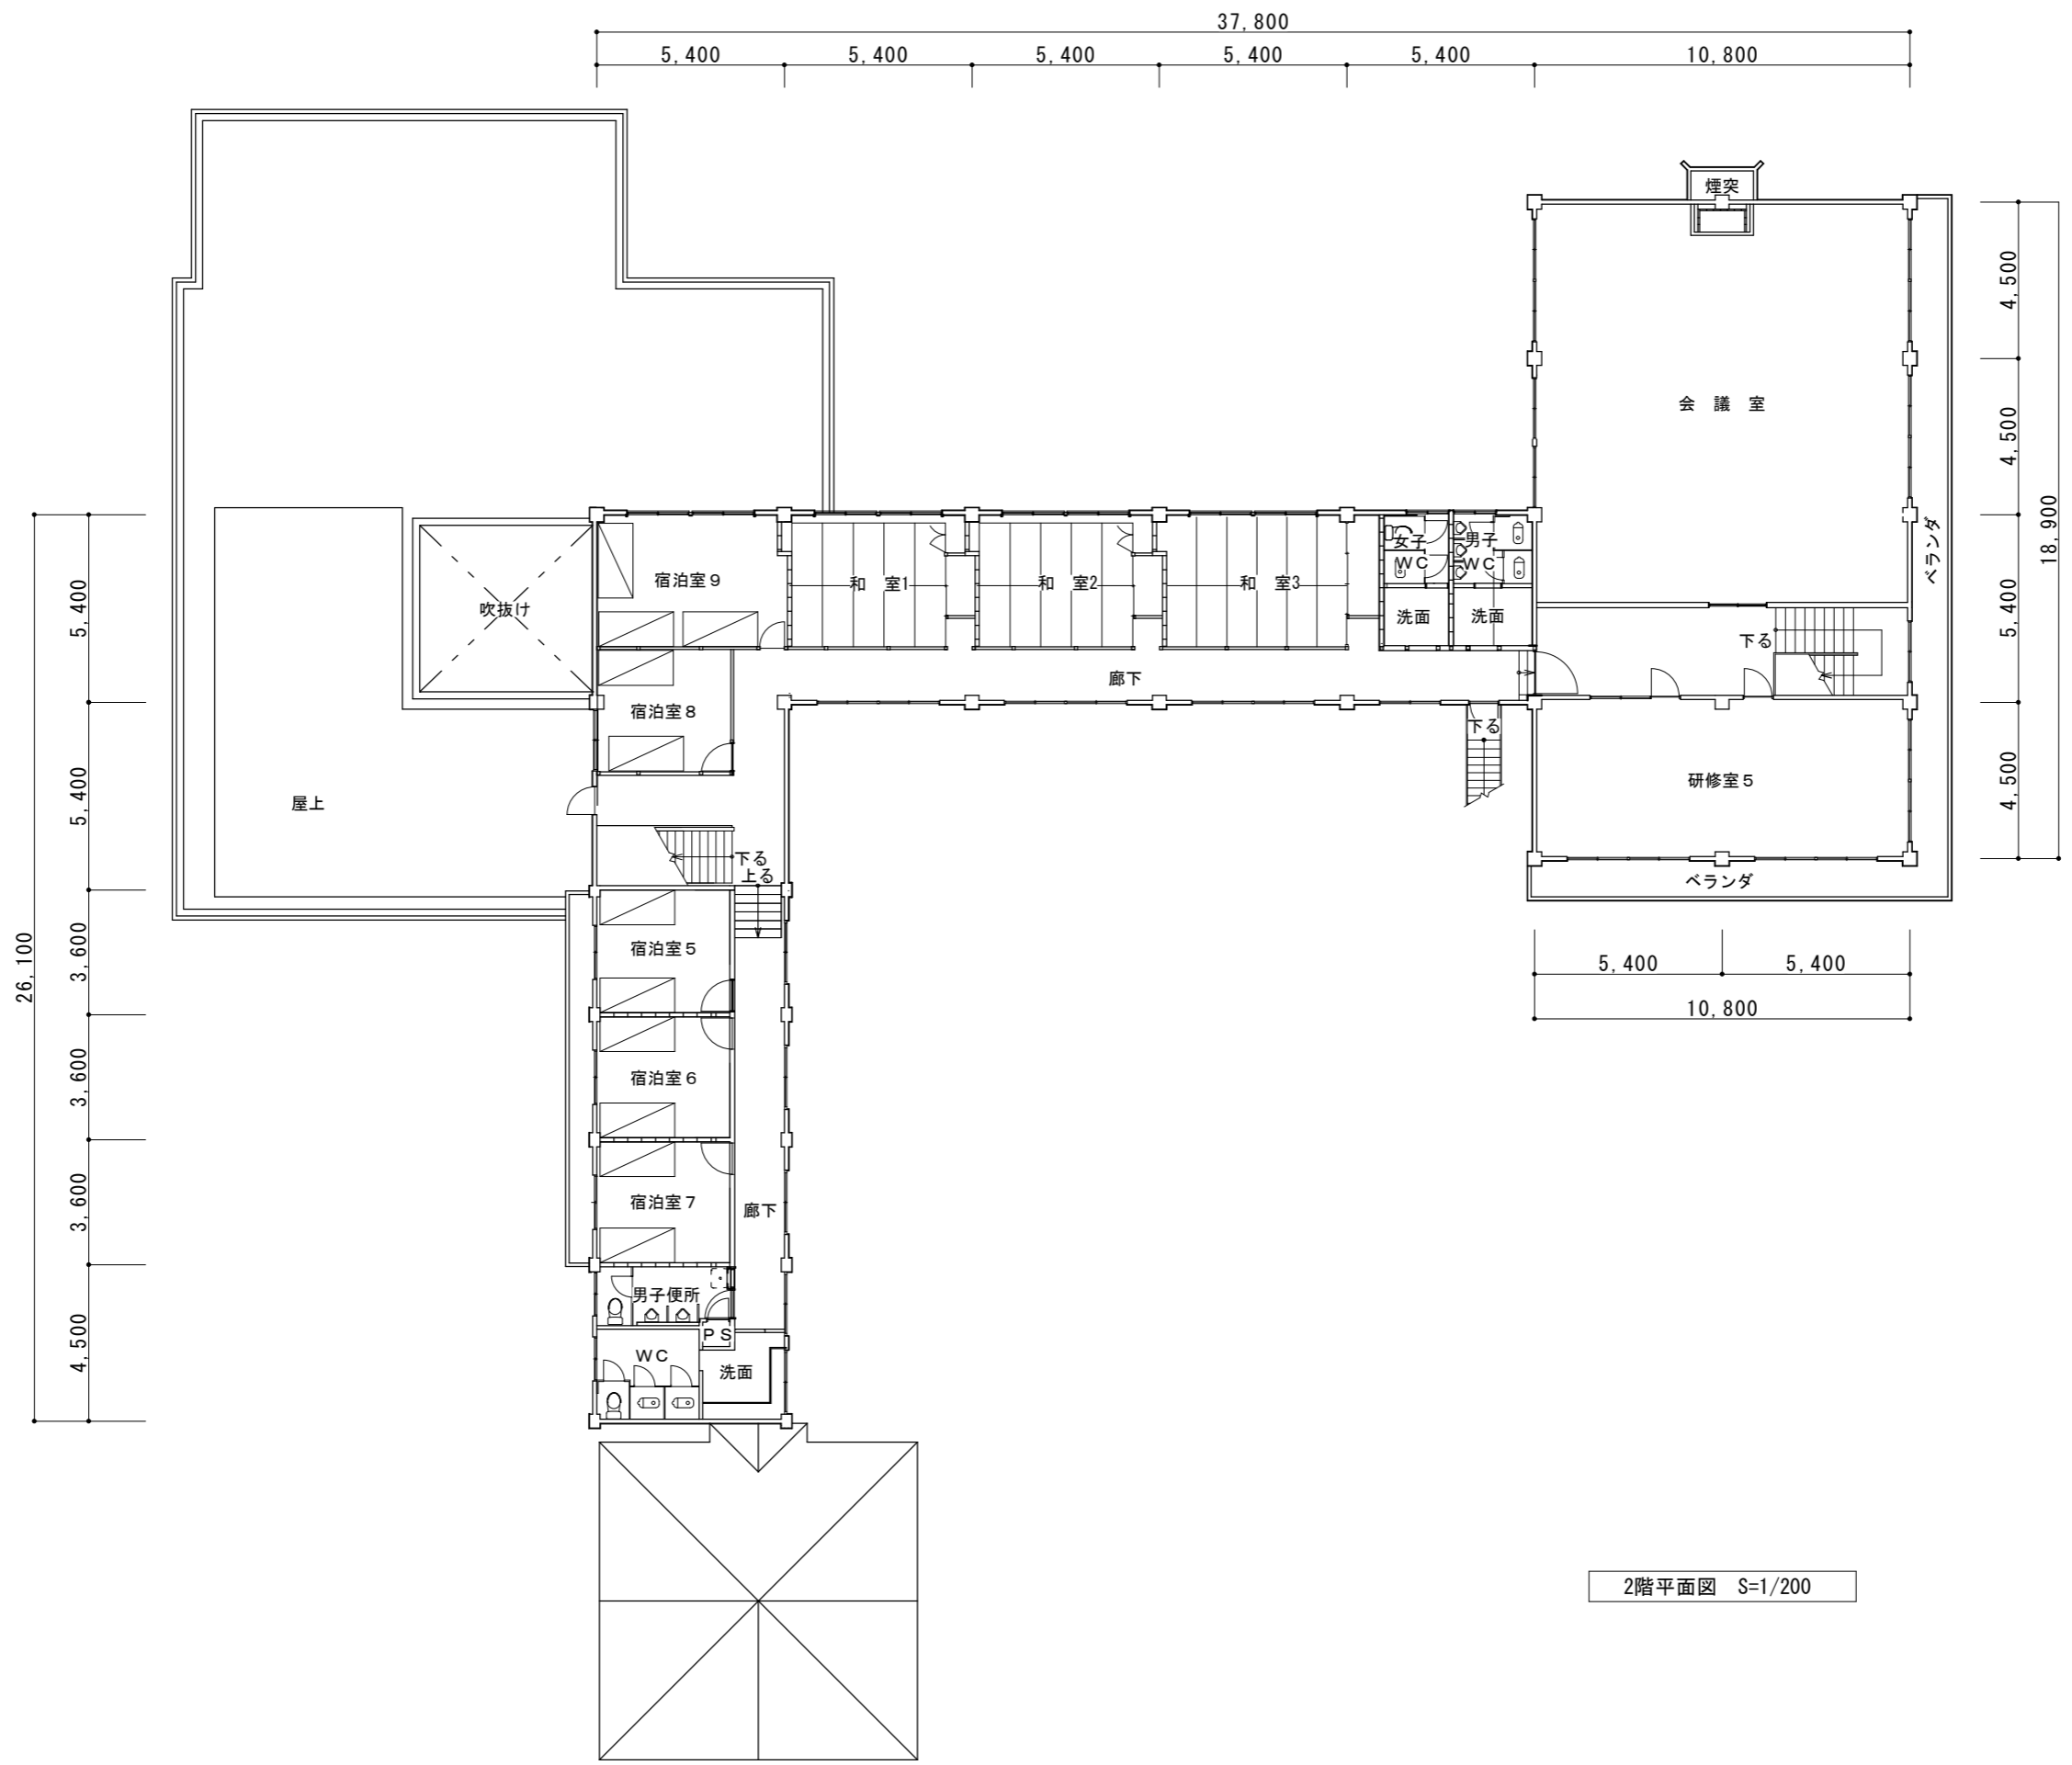 37,800
5,400
5,400
5,400
5,400
5,400
10,800
煙突
4,500
4,500
5,400
4,500
18,900
会　議　室
ベランダ
5,400
5,400
3,600
3,600
3,600
4,500
26,100
吹抜け
宿泊室９
和　室1
和　室2
和　室3
女子
ＷＣ
男子
ＷＣ
洗面
洗面
下る
廊下
宿泊室８
下る
研修室５
屋上
下る
上る
ベランダ
宿泊室５
5,400
5,400
10,800
宿泊室６
宿泊室７
廊下
男子便所
ＰＳ
ＷＣ
洗面
2階平面図　S=1/200